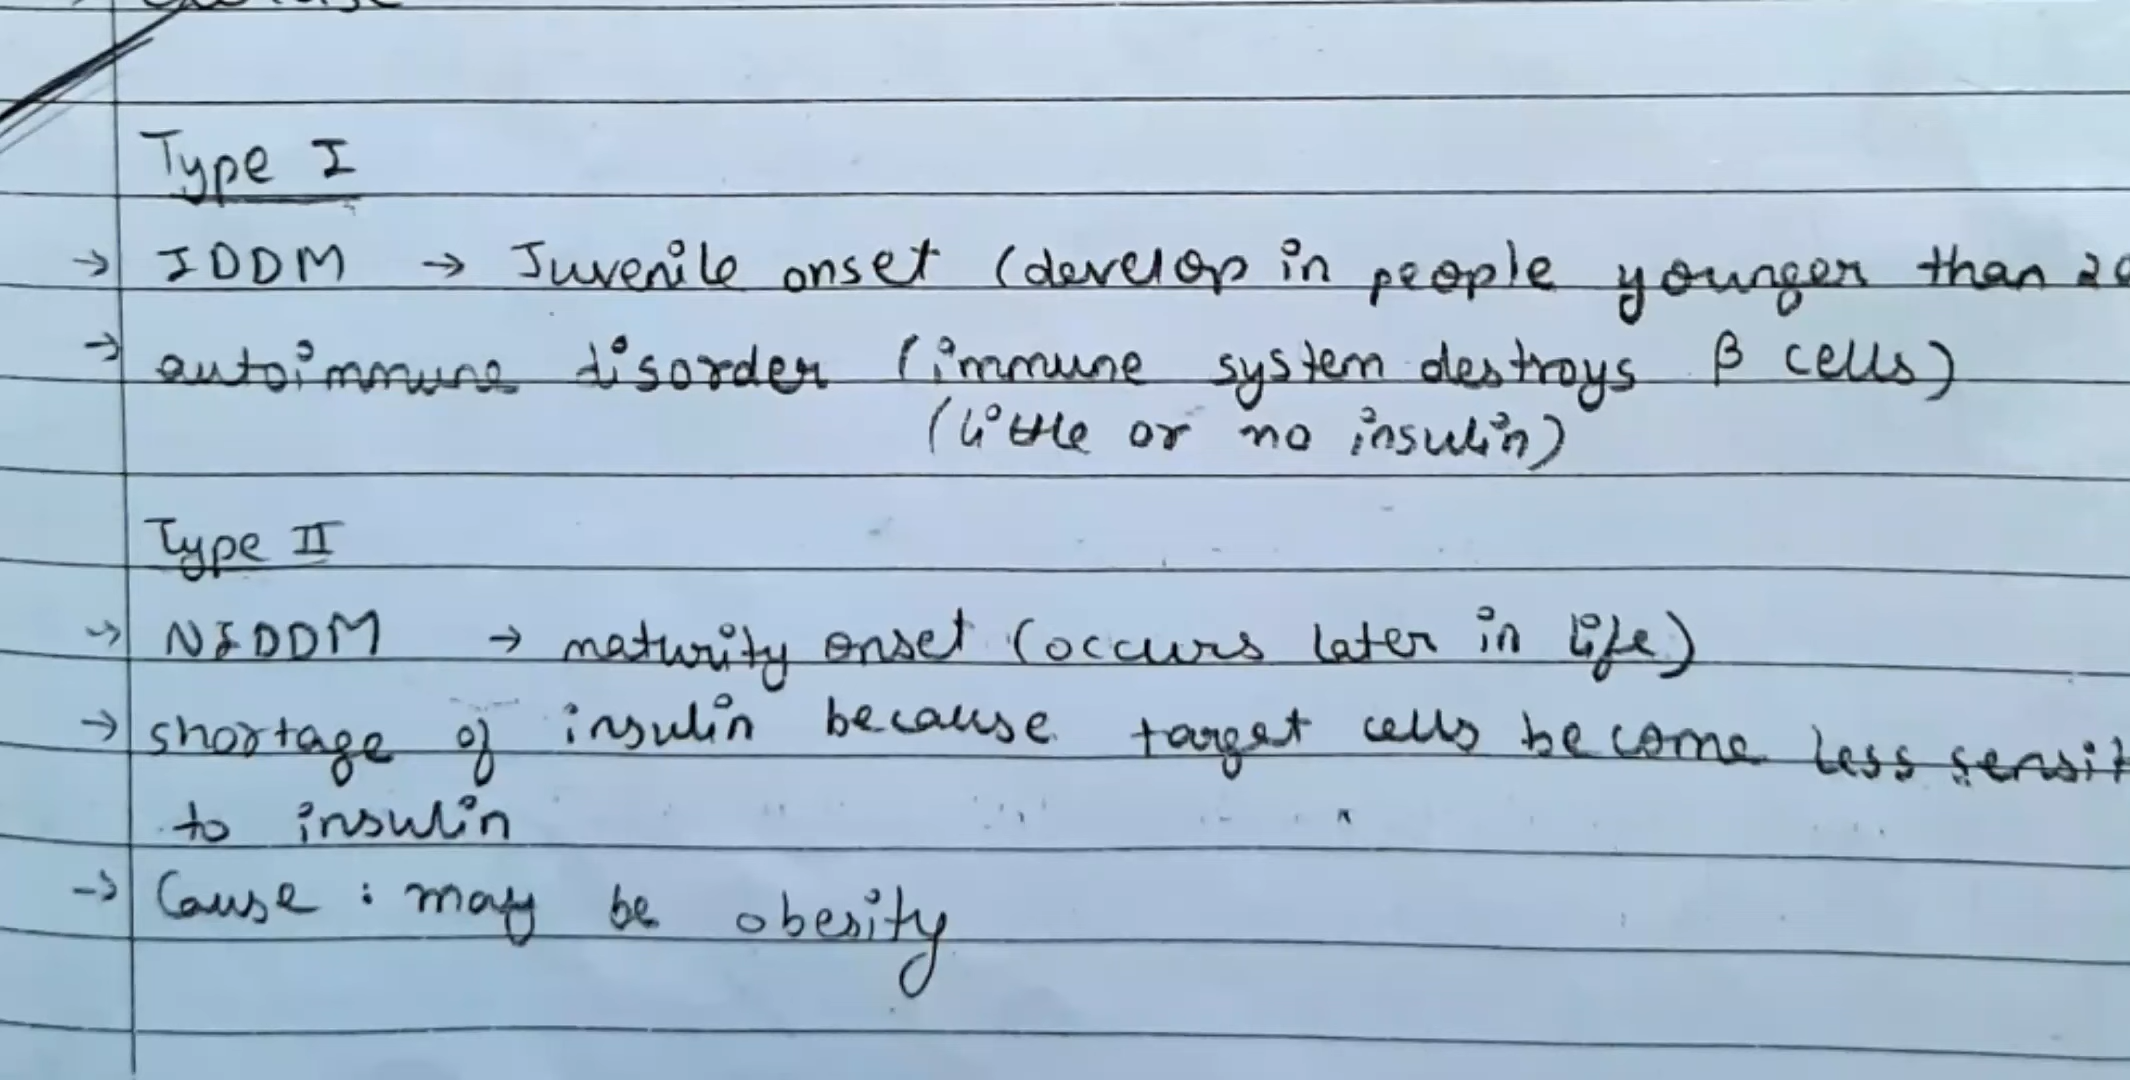 Type I
→ IDDM → Juvenile onset (develop in people younger than 20
→ autoimmune disorder (immune system destroys β cells)
(little or no insulin)
Type II
→ NIDDM → maturity onset (occurs later in life)
→ shortage of insulin because target cells become less sensit
to insulin
→ Cause : may be obesity